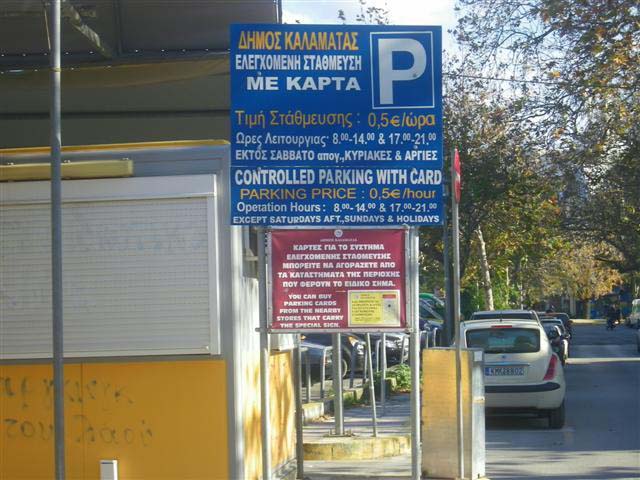 ΔΗΜΟΣ ΚΑΛΑΜΑΤΑΣ
ΕΛΕΓΧΟΜΕΝΗ ΣΤΑΘΜΕΥΣΗ
ΜΕ ΚΑΡΤΑ
P
Τιμή Στάθμευσης : 0,5€/ώρα
Ώρες Λειτουργίας: 8.00-14.00 & 17.00-21.00
ΕΚΤΟΣ ΣΑΒΒΑΤΟ απογ.,ΚΥΡΙΑΚΕΣ & ΑΡΓΙΕΣ
CONTROLLED PARKING WITH CARD
PARKING PRICE : 0,5€/hour
Opetation Hours : 8.00-14.00 & 17.00-21.00
EXCEPT SATURDAYS AFT.,SUNDAYS & HOLIDAYS
ΔΗΜΟΣ ΚΑΛΑΜΑΤΑΣ
ΚΑΡΤΕΣ ΓΙΑ ΤΟ ΣΥΣΤΗΜΑ
ΕΛΕΓΧΟΜΕΝΗΣ ΣΤΑΘΜΕΥΣΗΣ
ΜΠΟΡΕΙΤΕ ΝΑ ΑΓΟΡΑΖΕΤΕ ΑΠΟ
ΤΑ ΚΑΤΑΣΤΗΜΑΤΑ ΤΗΣ ΠΕΡΙΟΧΗΣ
ΠΟΥ ΦΕΡΟΥΝ ΤΟ ΕΙΔΙΚΟ ΣΗΜΑ.
YOU CAN BUY
PARKING CARDS
FROM THE NEARBY
STORES THAT CARRY
THE SPECIAL SIGN.